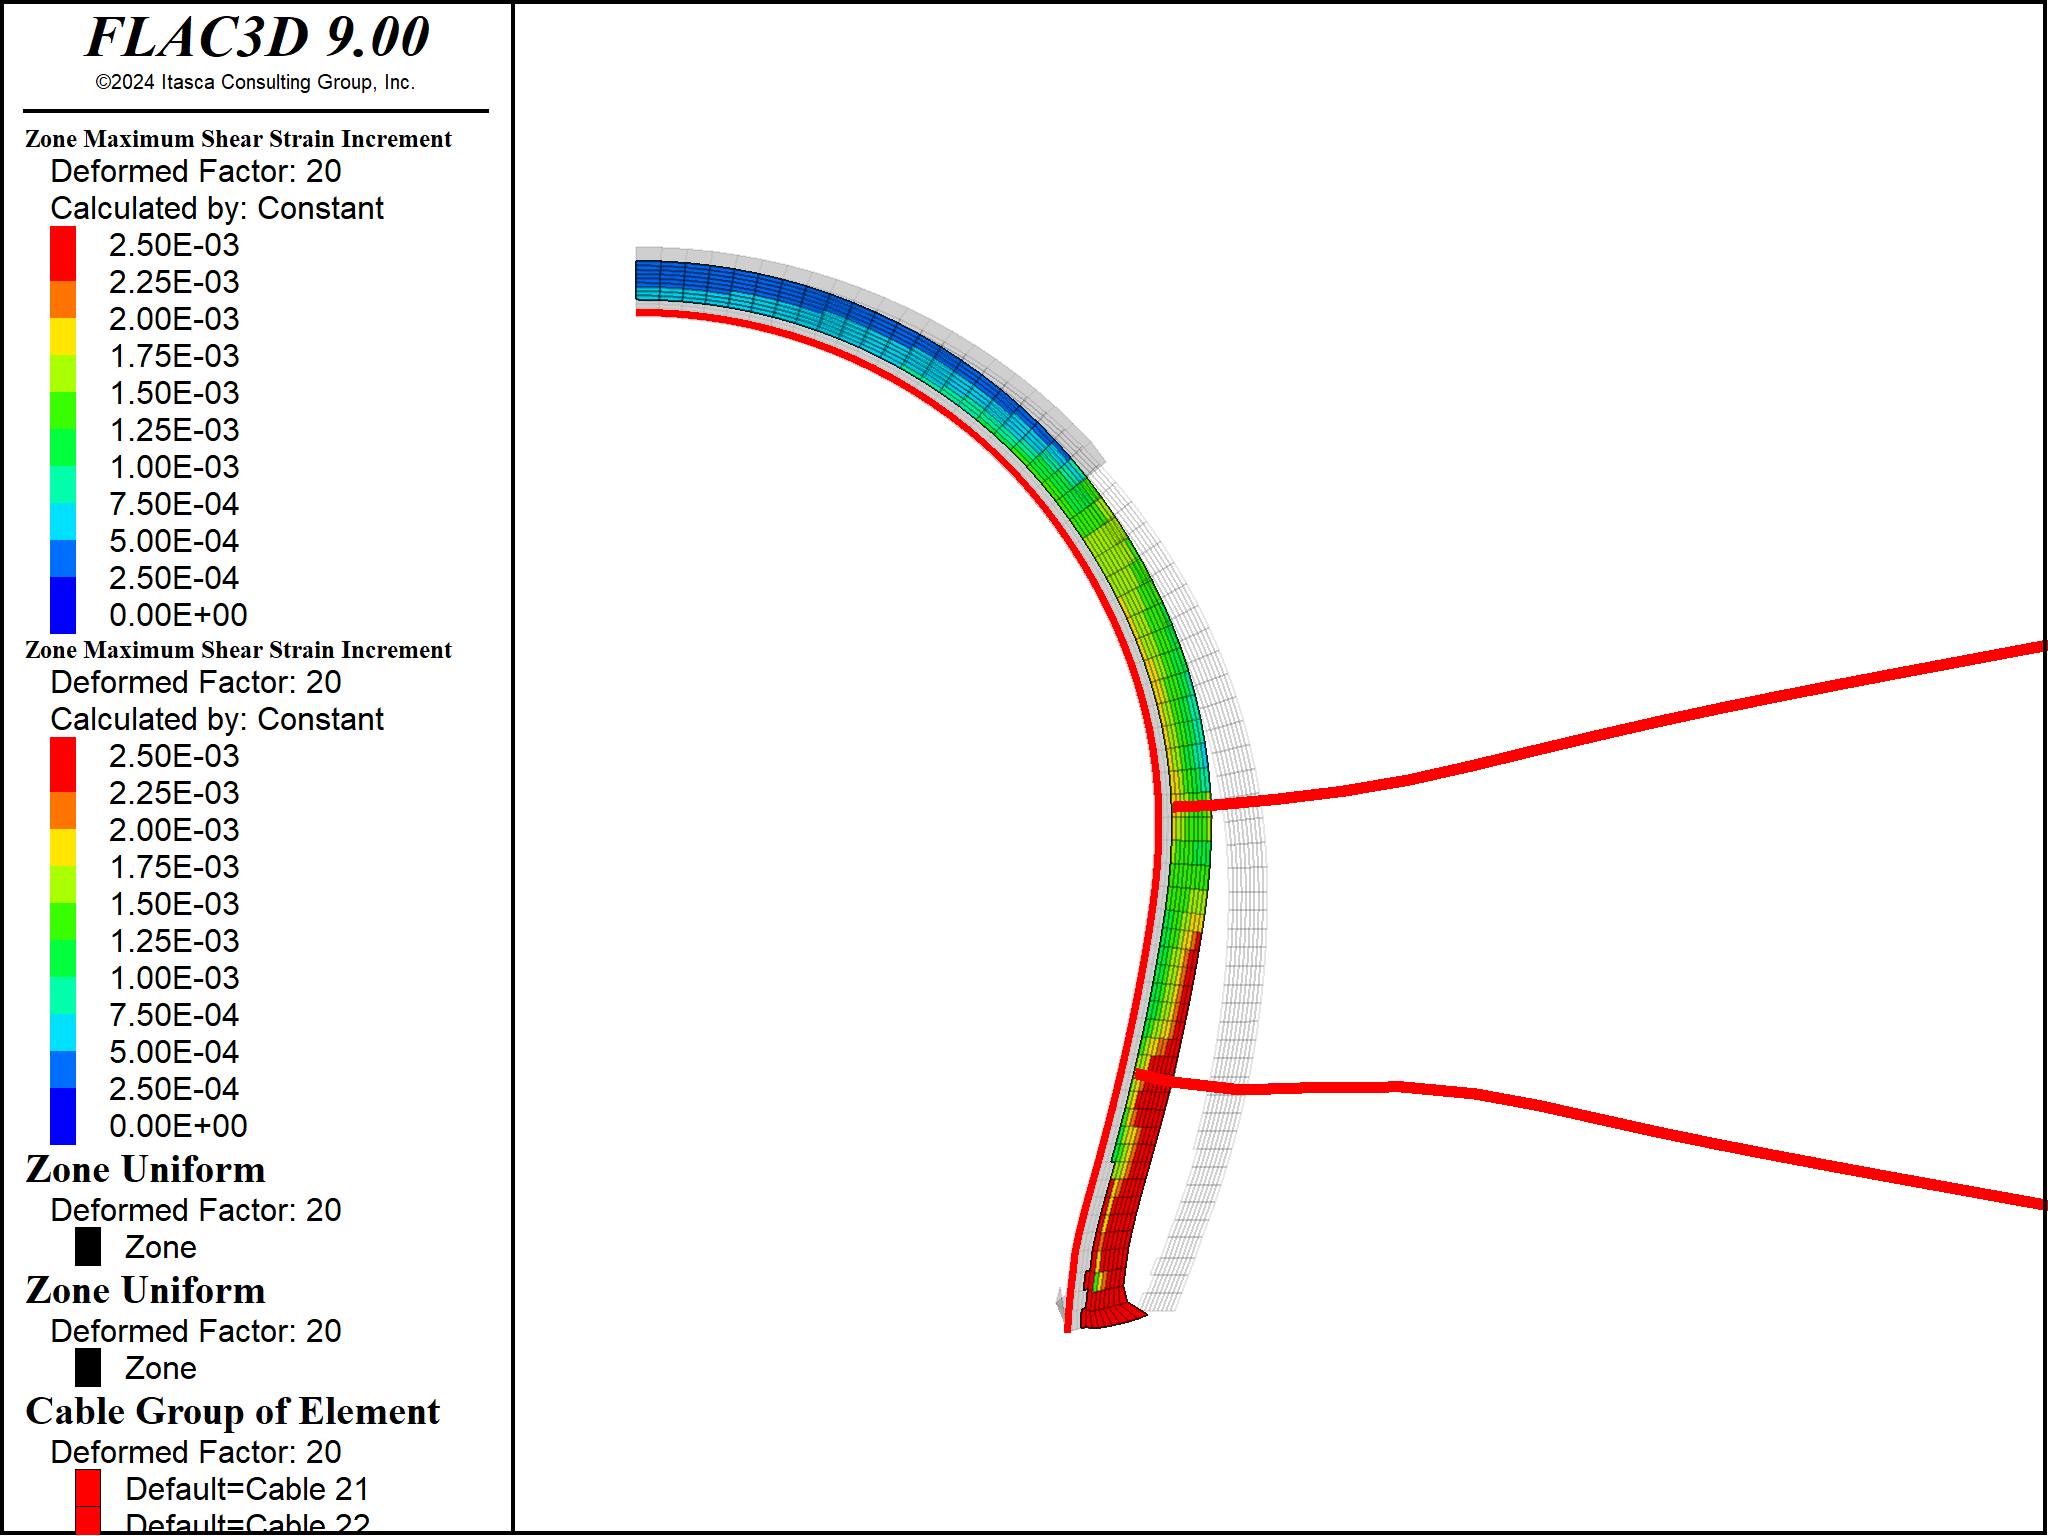 FLAC3D 9.00
©2024 Itasca Consulting Group, Inc.
Zone Maximum Shear Strain Increment
Deformed Factor: 20
Calculated by: Constant
2.50E-03
2.25E-03
2.00E-03
1.75E-03
1.50E-03
1.25E-03
1.00E-03
7.50E-04
5.00E-04
2.50E-04
0.00E+00
Zone Maximum Shear Strain Increment
Deformed Factor: 20
Calculated by: Constant
2.50E-03
2.25E-03
2.00E-03
1.75E-03
1.50E-03
1.25E-03
1.00E-03
7.50E-04
5.00E-04
2.50E-04
0.00E+00
Zone Uniform
Deformed Factor: 20
Zone
Zone Uniform
Deformed Factor: 20
Zone
Cable Group of Element
Deformed Factor: 20
Default=Cable 21
Default=Cable 22